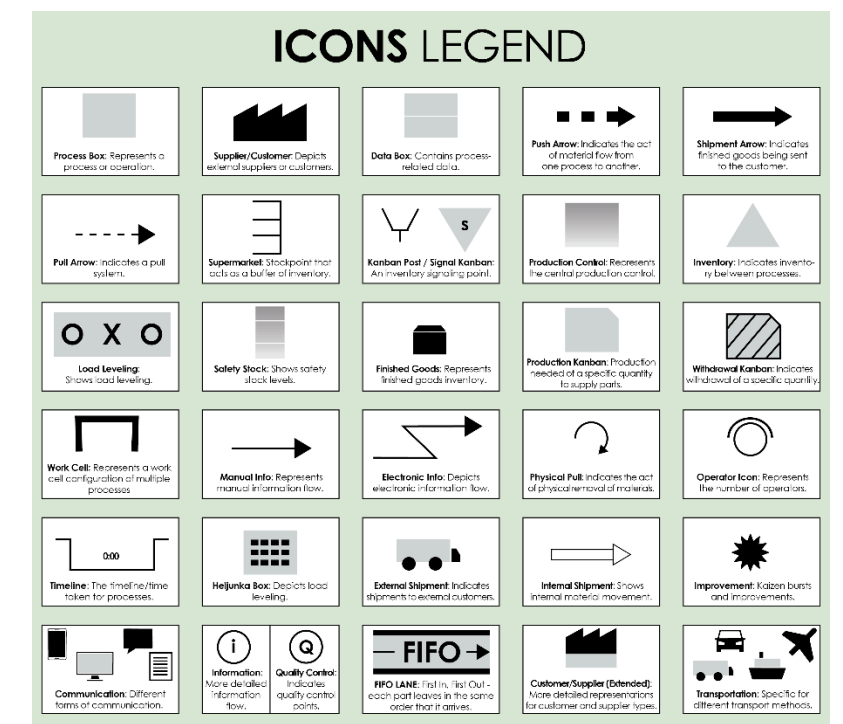 ICONS LEGEND
Process Box: Represents a
process or operation.
Supplier/Customer: Depicts
external suppliers or customers.
Data Box: Contains process-
related data.
Push Arrow: Indicates the act
of material flow from
one process to another.
Shipment Arrow: Indicates
finished goods being sent
to the customer.
Pull Arrow: Indicates a pull
system.
Supermarket: Stockpoint that
acts as a buffer of inventory.
S
Kanban Post / Signal Kanban:
An inventory signaling point.
Production Control: Represents
the central production control.
Inventory: Indicates invento-
ry between processes.
O X O
Load Leveling:
Shows load leveling.
Safety Stock: Shows safety
stock levels.
Finished Goods: Represents
finished goods inventory.
Production Kanban: Production
needed of a specific quantity
to supply parts.
Withdrawal Kanban: Indicates
withdrawal of a specific quantity.
Work Cell: Represents a work
cell configuration of multiple
processes
Manual Info: Represents
manual information flow.
Electronic Info: Depicts
electronic information flow.
Physical Pull: Indicates the act
of physical removal of materials.
Operator Icon: Represents
the number of operators.
0:00
Timeline: The timeline/time
taken for processes.
Heijunka Box: Depicts load
leveling.
External Shipment: Indicates
shipments to external customers.
Internal Shipment: Shows
internal material movement.
Improvement: Kaizen bursts
and improvements.
Communication: Different
forms of communication.
i
Information:
More detailed
information
flow.
Q
Quality Control:
Indicates
quality control
points.
FIFO
FIFO LANE: First In, First Out -
each part leaves in the same
order that it arrives.
Customer/Supplier (Extended):
More detailed representations
for customer and supplier types.
Transportation: Specific for
different transport methods.